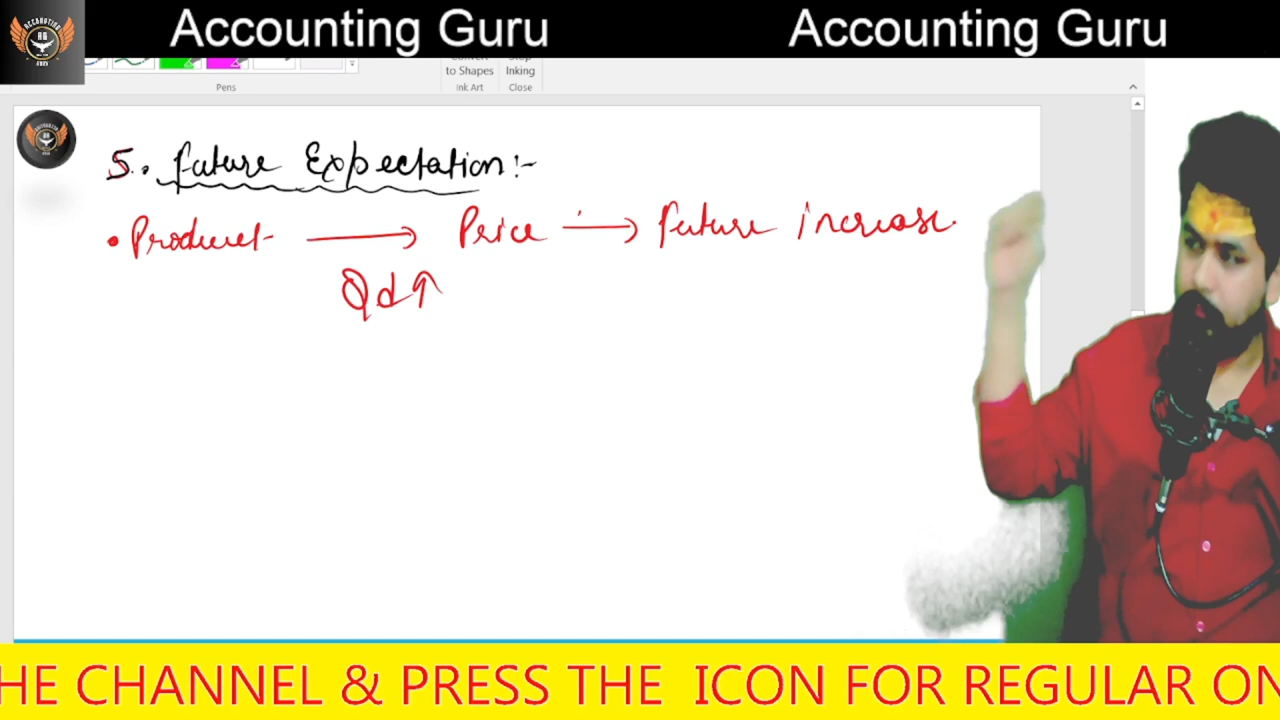 Accounting Guru Accounting Guru
to Shapes Inking
Pens Ink Art Close
5. Future Expectation:-
• Product → Price → Future increase
Qd↑
HE CHANNEL & PRESS THE ICON FOR REGULAR ON